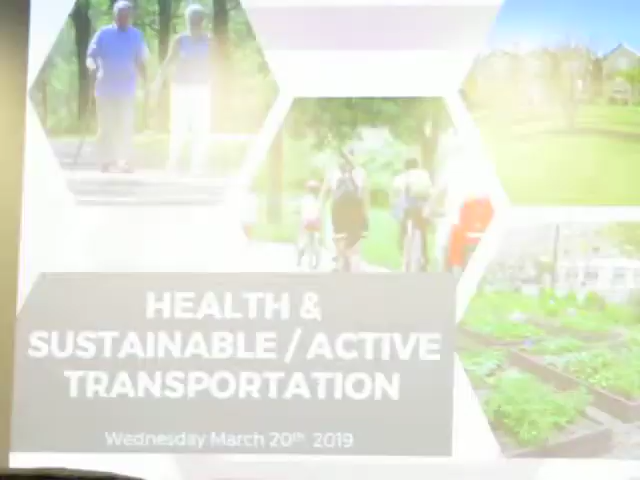 HEALTH &
SUSTAINABLE / ACTIVE
TRANSPORTATION
Wednesday March 20th, 2019